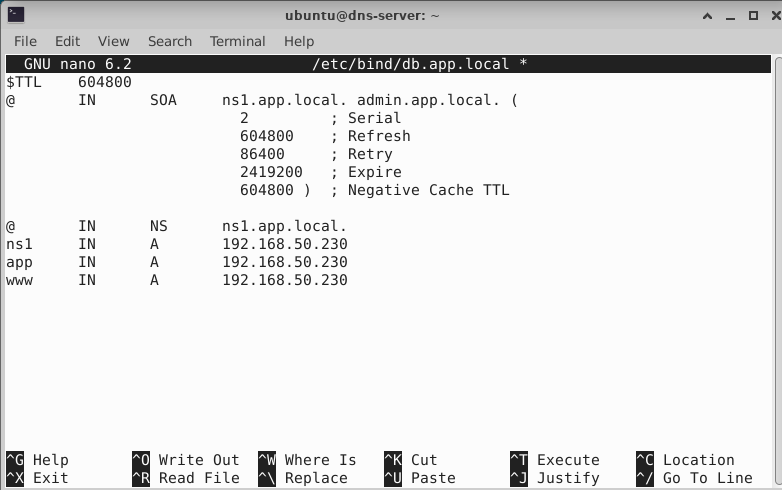 ubuntu@dns-server: ~
File Edit View Search Terminal Help
GNU nano 6.2 /etc/bind/db.app.local *
$TTL 604800
@ IN SOA ns1.app.local. admin.app.local. (
2 ; Serial
604800 ; Refresh
86400 ; Retry
2419200 ; Expire
604800 ) ; Negative Cache TTL
@ IN NS ns1.app.local.
ns1 IN A 192.168.50.230
app IN A 192.168.50.230
www IN A 192.168.50.230
^G Help ^O Write Out ^W Where Is ^K Cut ^T Execute ^C Location
^X Exit ^R Read File ^\ Replace ^U Paste ^J Justify ^/ Go To Line